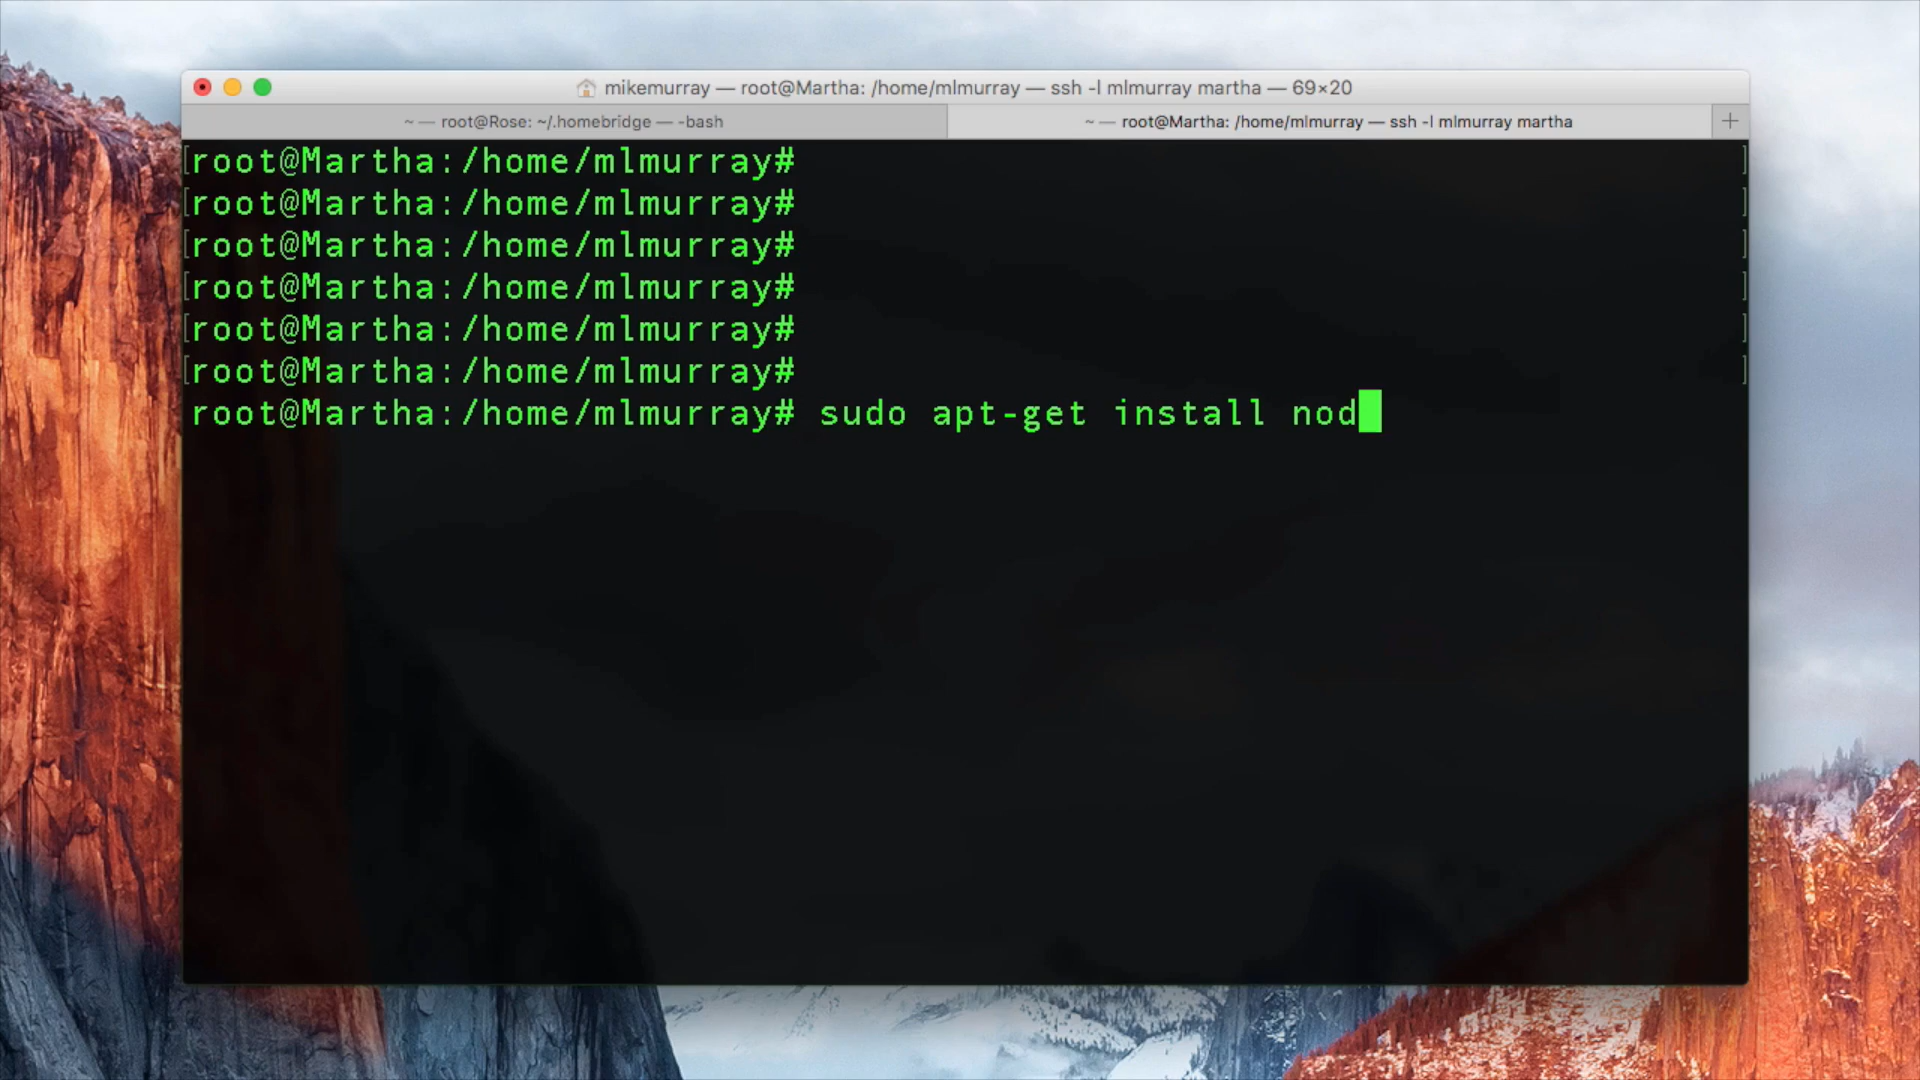 mikemurray — root@Martha: /home/mlmurray — ssh -l mlmurray martha — 69×20
~ — root@Rose: ~/.homebridge — -bash
~ — root@Martha: /home/mlmurray — ssh -l mlmurray martha
+
[root@Martha:/home/mlmurray# ]
[root@Martha:/home/mlmurray# ]
[root@Martha:/home/mlmurray# ]
[root@Martha:/home/mlmurray# ]
[root@Martha:/home/mlmurray# ]
[root@Martha:/home/mlmurray# ]
root@Martha:/home/mlmurray# sudo apt-get install nod